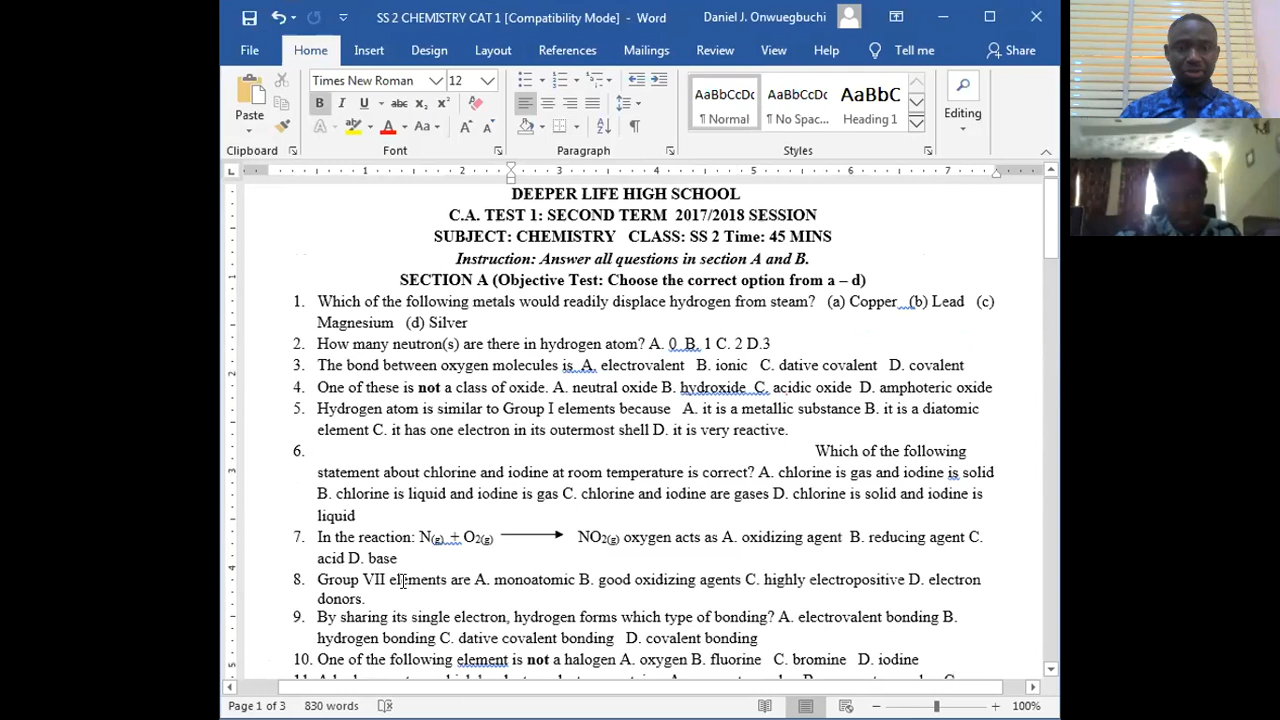 SS 2 CHEMISTRY CAT 1 [Compatibility Mode] - Word
Daniel J. Onwuegbuchi
File Home Insert Design Layout References Mailings Review View Help Tell me Share
Times New Roman 12
Paste
AaBbCcDc AaBbCcDc AaBbC
¶ Normal ¶ No Spac... Heading 1
Editing
Clipboard Font Paragraph Styles
1 2 3 4 5 6 7
DEEPER LIFE HIGH SCHOOL
C.A. TEST 1: SECOND TERM 2017/2018 SESSION
SUBJECT: CHEMISTRY CLASS: SS 2 Time: 45 MINS
Instruction: Answer all questions in section A and B.
SECTION A (Objective Test: Choose the correct option from a – d)
1. Which of the following metals would readily displace hydrogen from steam? (a) Copper (b) Lead (c)
Magnesium (d) Silver
2. How many neutron(s) are there in hydrogen atom? A. 0 B. 1 C. 2 D.3
3. The bond between oxygen molecules is A. electrovalent B. ionic C. dative covalent D. covalent
4. One of these is not a class of oxide. A. neutral oxide B. hydroxide C. acidic oxide D. amphoteric oxide
5. Hydrogen atom is similar to Group I elements because A. it is a metallic substance B. it is a diatomic
element C. it has one electron in its outermost shell D. it is very reactive.
6. Which of the following
statement about chlorine and iodine at room temperature is correct? A. chlorine is gas and iodine is solid
B. chlorine is liquid and iodine is gas C. chlorine and iodine are gases D. chlorine is solid and iodine is
liquid
7. In the reaction: N(g) + O2(g) → NO2(g) oxygen acts as A. oxidizing agent B. reducing agent C.
acid D. base
8. Group VII elements are A. monoatomic B. good oxidizing agents C. highly electropositive D. electron
donors.
9. By sharing its single electron, hydrogen forms which type of bonding? A. electrovalent bonding B.
hydrogen bonding C. dative covalent bonding D. covalent bonding
10. One of the following element is not a halogen A. oxygen B. fluorine C. bromine D. iodine
Page 1 of 3 830 words 100%